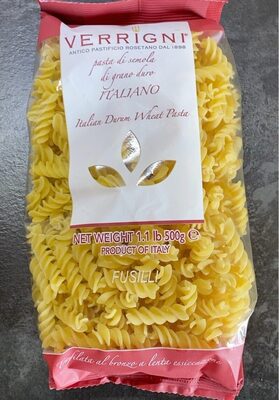 VERRIGNI
ANTICO PASTIFICIO ROSETANO DAL 1898
pasta di semola
di grano duro
ITALIANO
Italian Durum Wheat Pasta
NET WEIGHT 1.1 lb 500g e
PRODUCT OF ITALY
FUSILLI
trafilata al bronzo a lenta essiccazione